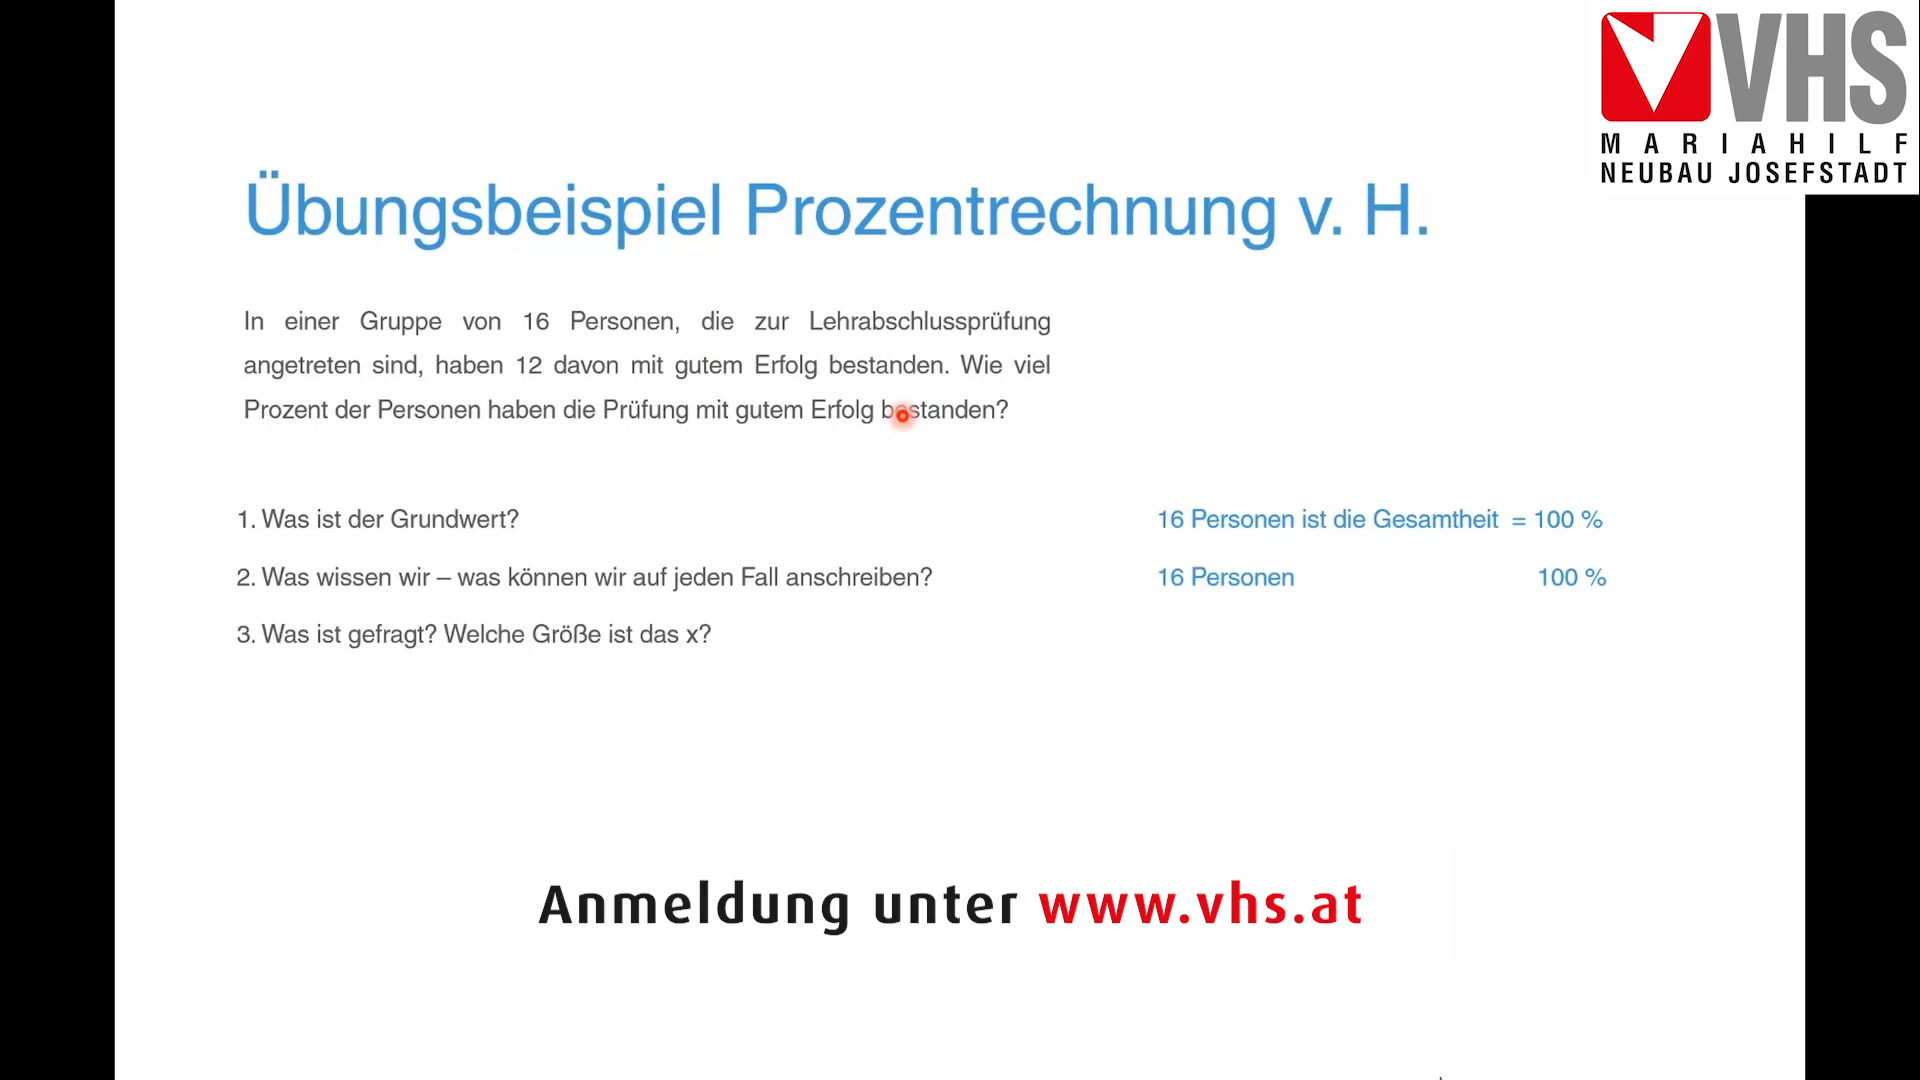 VHS
MARIAHILF
NEUBAU JOSEFSTADT
Übungsbeispiel Prozentrechnung v. H.
In einer Gruppe von 16 Personen, die zur Lehrabschlussprüfung
angetreten sind, haben 12 davon mit gutem Erfolg bestanden. Wie viel
Prozent der Personen haben die Prüfung mit gutem Erfolg bestanden?
1. Was ist der Grundwert? 16 Personen ist die Gesamtheit = 100 %
2. Was wissen wir – was können wir auf jeden Fall anschreiben? 16 Personen 100 %
3. Was ist gefragt? Welche Größe ist das x?
Anmeldung unter www.vhs.at